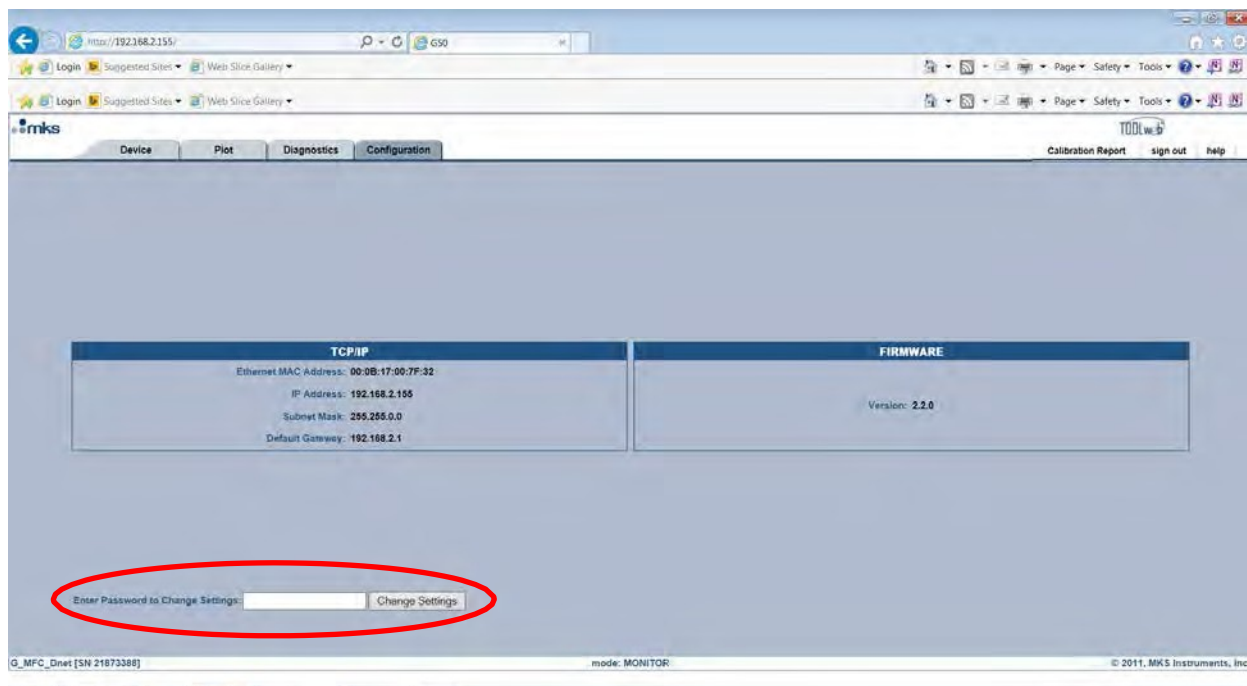 http://192.168.2.155/
G50
Login Suggested Sites Web Slice Gallery
Page Safety Tools
Login Suggested Sites Web Slice Gallery
Page Safety Tools
mks
TOOLweb
Device Plot Diagnostics Configuration
Calibration Report sign out help
TCP/IP
Ethernet MAC Address: 00:0B:17:00:7F:32
IP Address: 192.168.2.155
Subnet Mask: 255.255.0.0
Default Gateway: 192.168.2.1
FIRMWARE
Version: 2.2.0
Enter Password to Change Settings:
Change Settings
G_MFC_Dnet [SN 21873388]
mode: MONITOR
© 2011, MKS Instruments, Inc